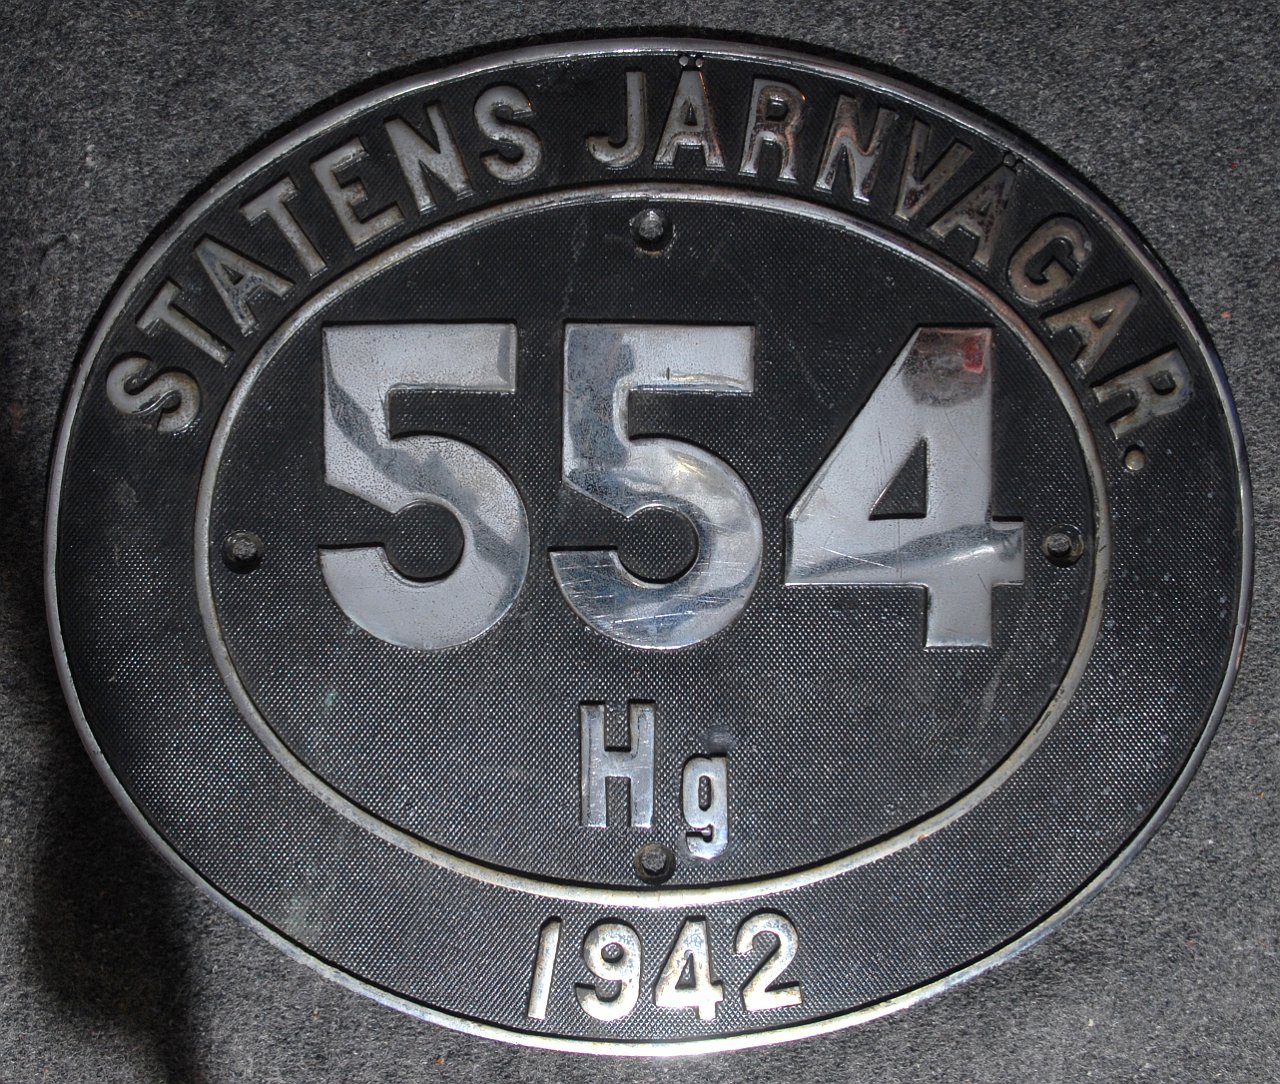 STATENS JÄRNVÄGAR.
554
Hg
1942